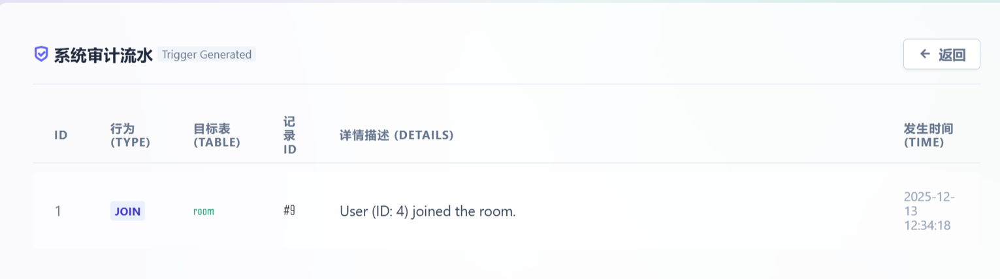 系统审计流水 Trigger Generated
← 返回
ID
行为
(TYPE)
目标表
(TABLE)
记
录
ID
详情描述 (DETAILS)
发生时间
(TIME)
1
JOIN
room
#9
User (ID: 4) joined the room.
2025-12-
13
12:34:18